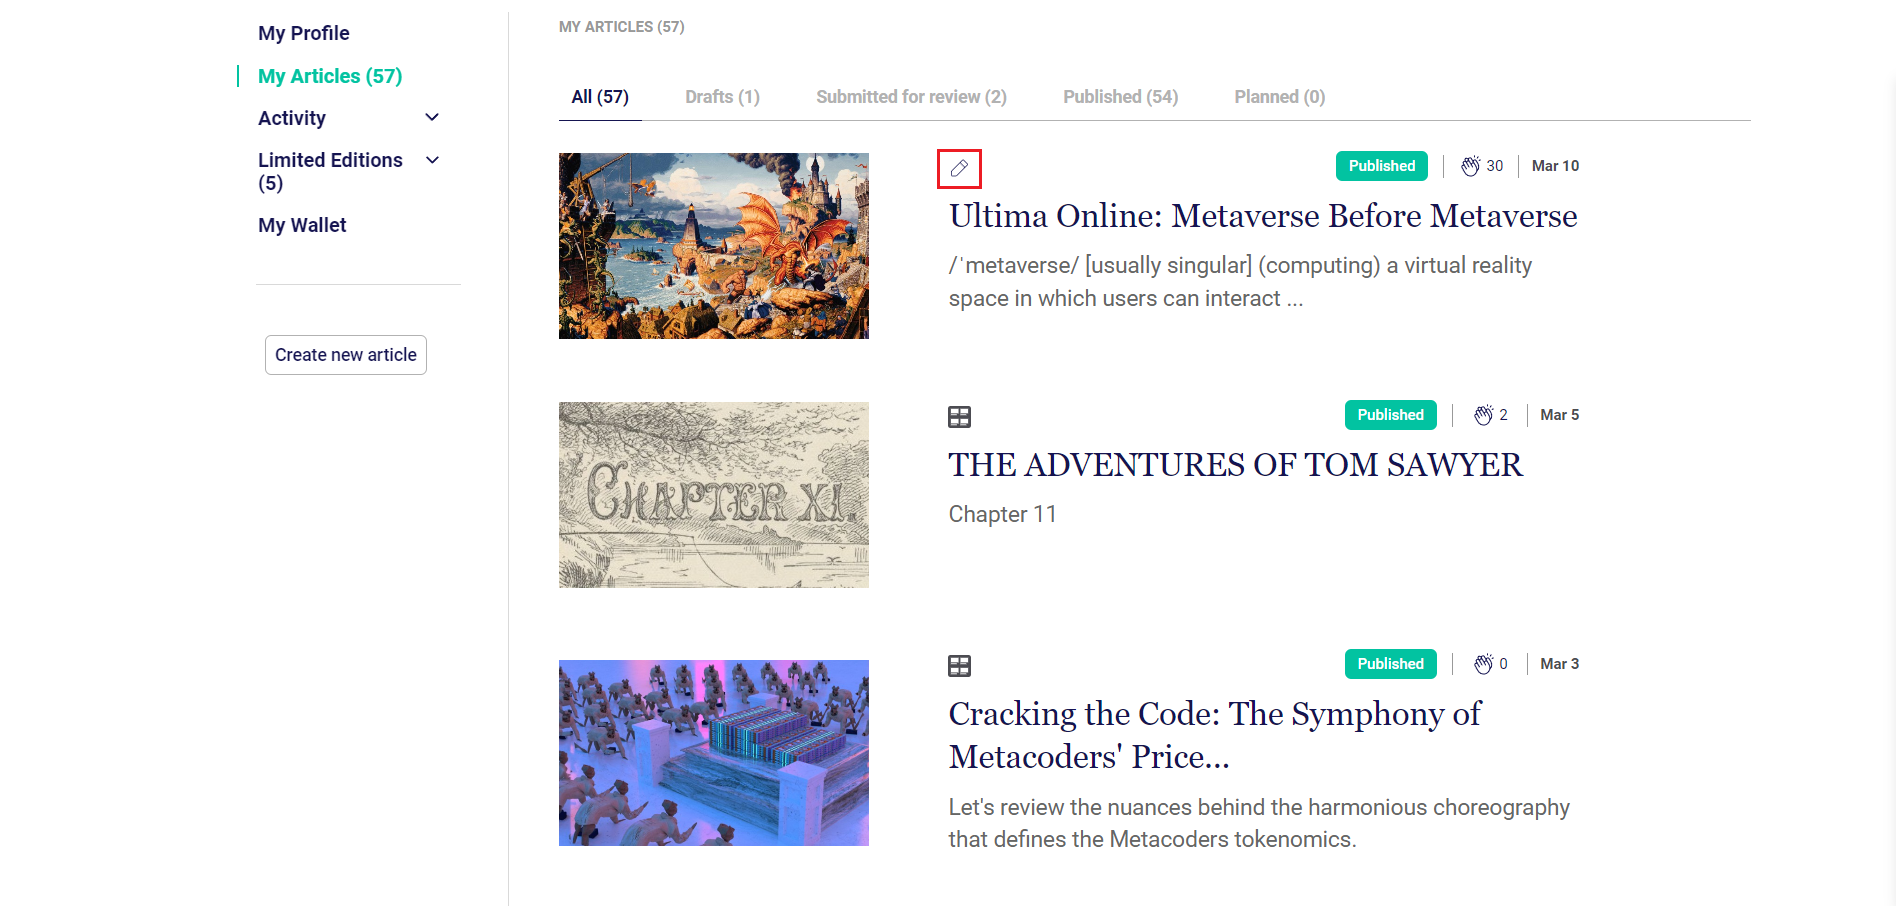 My Profile
My Articles (57)
Activity
Limited Editions
(5)
My Wallet
Create new article
MY ARTICLES (57)
All (57) Drafts (1) Submitted for review (2) Published (54) Planned (0)
Published 30 Mar 10
Ultima Online: Metaverse Before Metaverse
/ˈmetaverse/ [usually singular] (computing) a virtual reality
space in which users can interact ...
CHAPTER XI.
Published 2 Mar 5
THE ADVENTURES OF TOM SAWYER
Chapter 11
Published 0 Mar 3
Cracking the Code: The Symphony of
Metacoders' Price...
Let's review the nuances behind the harmonious choreography
that defines the Metacoders tokenomics.